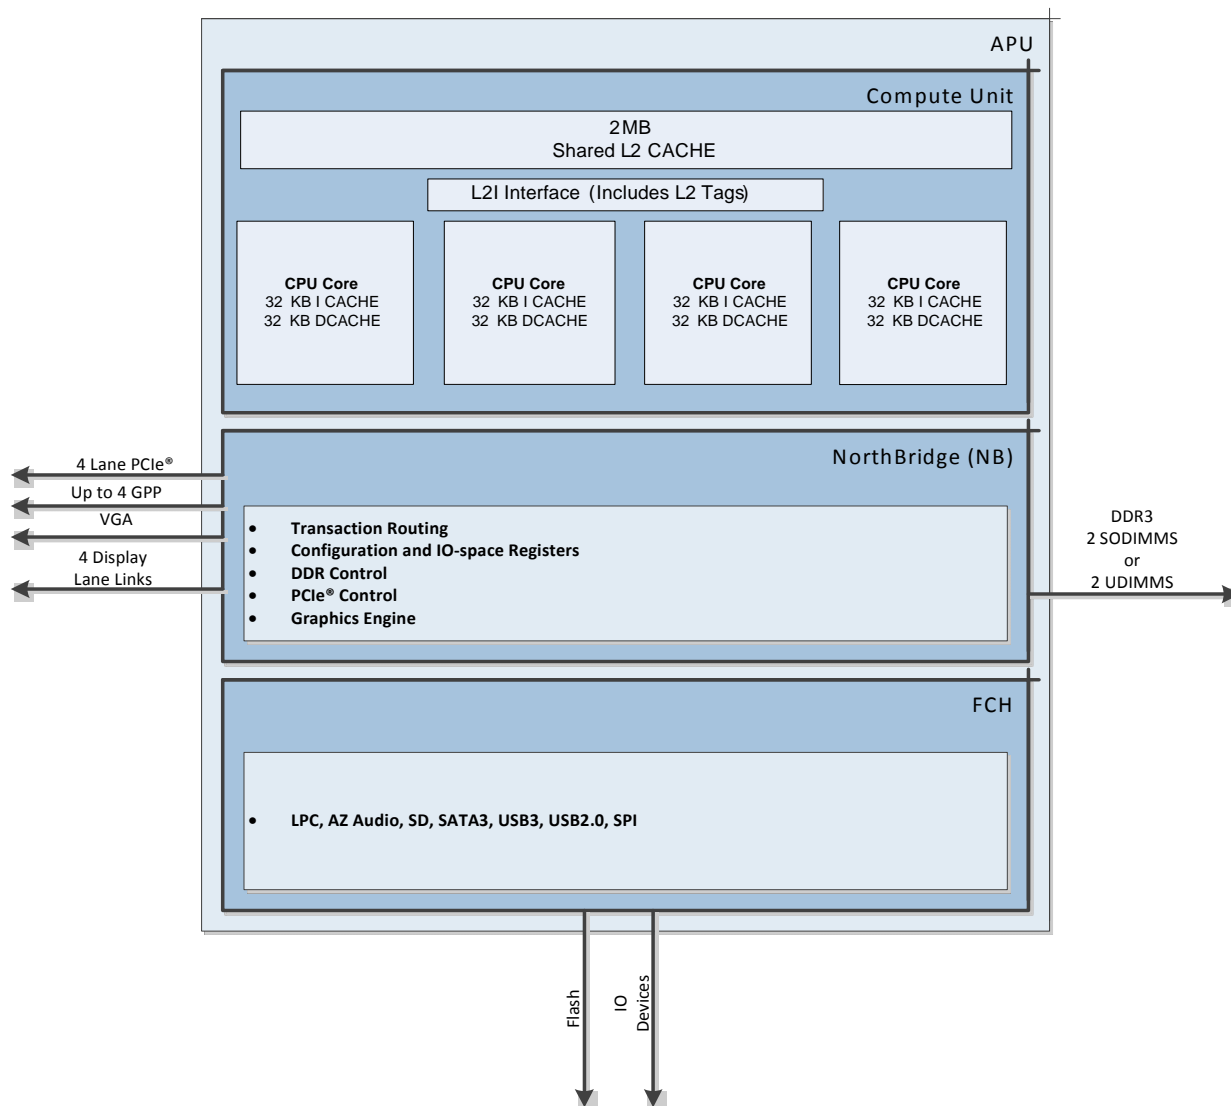 APU
Compute Unit
2MB
Shared L2 CACHE
L2I Interface (Includes L2 Tags)
CPU Core
32 KB I CACHE
32 KB DCACHE
CPU Core
32 KB I CACHE
32 KB DCACHE
CPU Core
32 KB I CACHE
32 KB DCACHE
CPU Core
32 KB I CACHE
32 KB DCACHE
4 Lane PCIe®
Up to 4 GPP
VGA
4 Display
Lane Links
NorthBridge (NB)
• Transaction Routing
• Configuration and IO-space Registers
• DDR Control
• PCIe® Control
• Graphics Engine
DDR3
2 SODIMMS
or
2 UDIMMS
FCH
• LPC, AZ Audio, SD, SATA3, USB3, USB2.0, SPI
Flash
IO
Devices